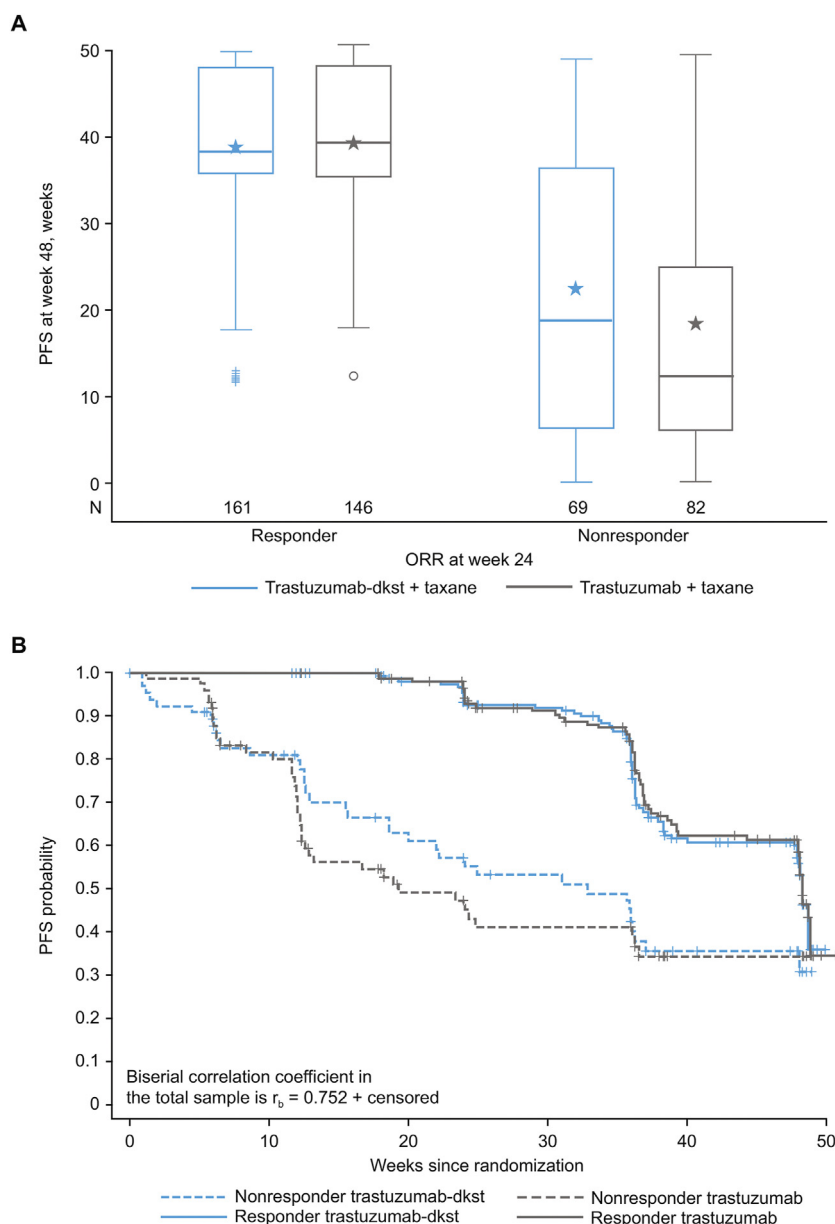 A
PFS at week 48, weeks
50
40
30
20
10
0
N 161 146 69 82
Responder Nonresponder
ORR at week 24
Trastuzumab-dkst + taxane Trastuzumab + taxane
B
PFS probability
1.0
0.9
0.8
0.7
0.6
0.5
0.4
0.3
0.2
0.1
0
Biserial correlation coefficient in
the total sample is r_b = 0.752 + censored
0 10 20 30 40 50
Weeks since randomization
Nonresponder trastuzumab-dkst Nonresponder trastuzumab
Responder trastuzumab-dkst Responder trastuzumab